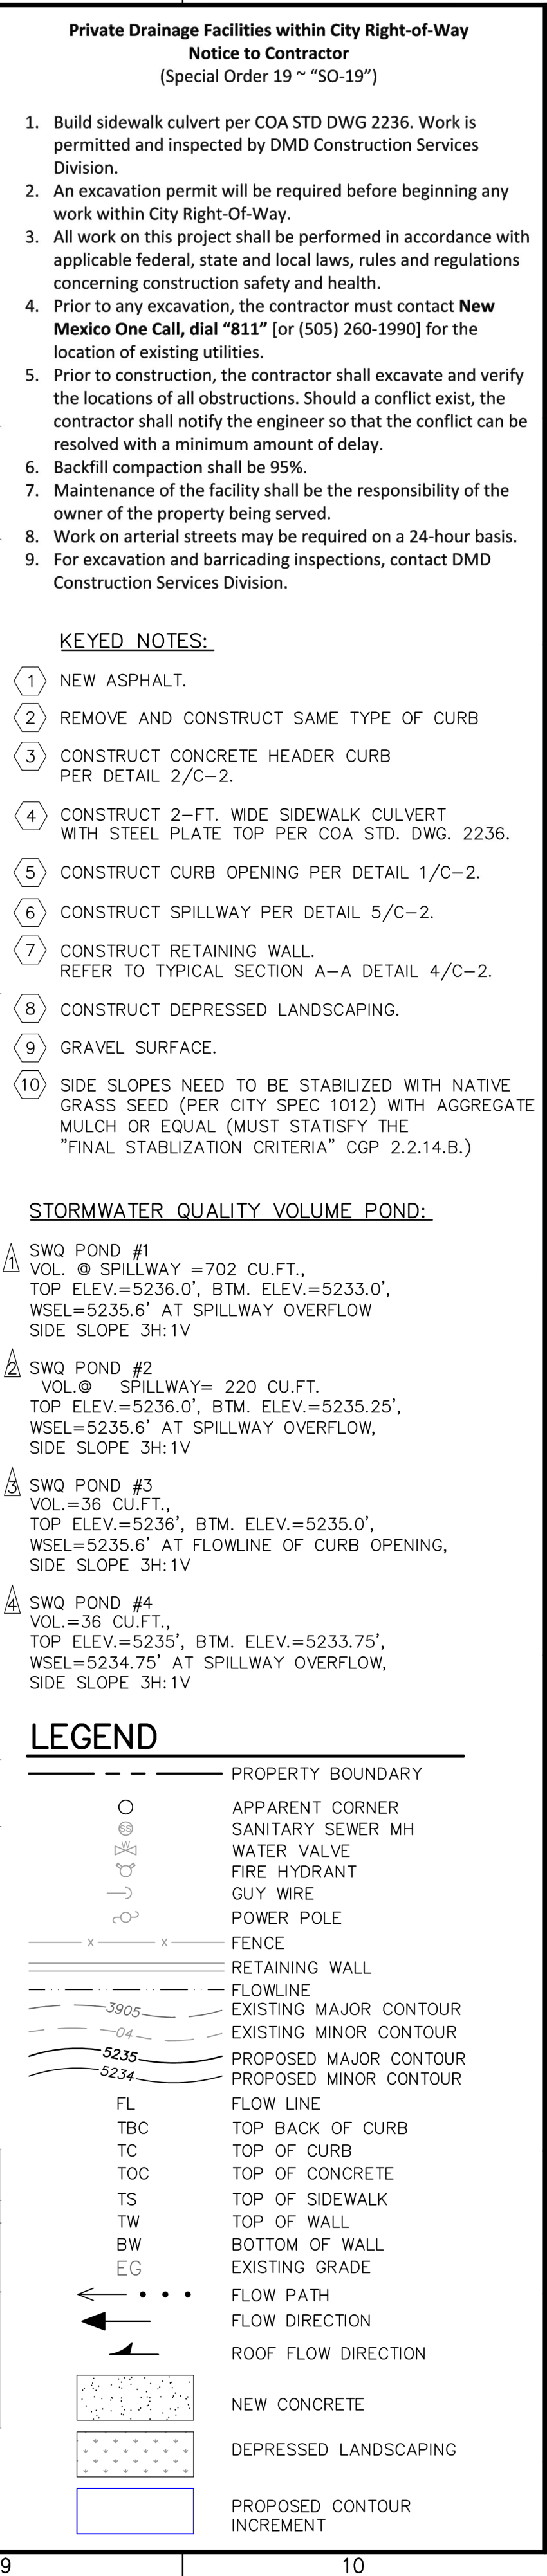 Private Drainage Facilities within City Right-of-Way
Notice to Contractor
(Special Order 19 ~ “SO-19”)
1. Build sidewalk culvert per COA STD DWG 2236. Work is
permitted and inspected by DMD Construction Services
Division.
2. An excavation permit will be required before beginning any
work within City Right-Of-Way.
3. All work on this project shall be performed in accordance with
applicable federal, state and local laws, rules and regulations
concerning construction safety and health.
4. Prior to any excavation, the contractor must contact New
Mexico One Call, dial “811” [or (505) 260-1990] for the
location of existing utilities.
5. Prior to construction, the contractor shall excavate and verify
the locations of all obstructions. Should a conflict exist, the
contractor shall notify the engineer so that the conflict can be
resolved with a minimum amount of delay.
6. Backfill compaction shall be 95%.
7. Maintenance of the facility shall be the responsibility of the
owner of the property being served.
8. Work on arterial streets may be required on a 24-hour basis.
9. For excavation and barricading inspections, contact DMD
Construction Services Division.
KEYED NOTES:
1 NEW ASPHALT.
2 REMOVE AND CONSTRUCT SAME TYPE OF CURB
3 CONSTRUCT CONCRETE HEADER CURB
PER DETAIL 2/C-2.
4 CONSTRUCT 2-FT. WIDE SIDEWALK CULVERT
WITH STEEL PLATE TOP PER COA STD. DWG. 2236.
5 CONSTRUCT CURB OPENING PER DETAIL 1/C-2.
6 CONSTRUCT SPILLWAY PER DETAIL 5/C-2.
7 CONSTRUCT RETAINING WALL.
REFER TO TYPICAL SECTION A-A DETAIL 4/C-2.
8 CONSTRUCT DEPRESSED LANDSCAPING.
9 GRAVEL SURFACE.
10 SIDE SLOPES NEED TO BE STABILIZED WITH NATIVE
GRASS SEED (PER CITY SPEC 1012) WITH AGGREGATE
MULCH OR EQUAL (MUST STATISFY THE
"FINAL STABLIZATION CRITERIA" CGP 2.2.14.B.)
STORMWATER QUALITY VOLUME POND:
1 SWQ POND #1
VOL. @ SPILLWAY =702 CU.FT.,
TOP ELEV.=5236.0', BTM. ELEV.=5233.0',
WSEL=5235.6' AT SPILLWAY OVERFLOW
SIDE SLOPE 3H:1V
2 SWQ POND #2
VOL.@ SPILLWAY= 220 CU.FT.
TOP ELEV.=5236.0', BTM. ELEV.=5235.25',
WSEL=5235.6' AT SPILLWAY OVERFLOW,
SIDE SLOPE 3H:1V
3 SWQ POND #3
VOL.=36 CU.FT.,
TOP ELEV.=5236', BTM. ELEV.=5235.0',
WSEL=5235.6' AT FLOWLINE OF CURB OPENING,
SIDE SLOPE 3H:1V
4 SWQ POND #4
VOL.=36 CU.FT.,
TOP ELEV.=5235', BTM. ELEV.=5233.75',
WSEL=5234.75' AT SPILLWAY OVERFLOW,
SIDE SLOPE 3H:1V
LEGEND
PROPERTY BOUNDARY
APPARENT CORNER
SS SANITARY SEWER MH
W WATER VALVE
FIRE HYDRANT
GUY WIRE
POWER POLE
x x FENCE
RETAINING WALL
FLOWLINE
3905 EXISTING MAJOR CONTOUR
04 EXISTING MINOR CONTOUR
5235 PROPOSED MAJOR CONTOUR
5234 PROPOSED MINOR CONTOUR
FL FLOW LINE
TBC TOP BACK OF CURB
TC TOP OF CURB
TOC TOP OF CONCRETE
TS TOP OF SIDEWALK
TW TOP OF WALL
BW BOTTOM OF WALL
EG EXISTING GRADE
FLOW PATH
FLOW DIRECTION
ROOF FLOW DIRECTION
NEW CONCRETE
DEPRESSED LANDSCAPING
PROPOSED CONTOUR
INCREMENT
9 10